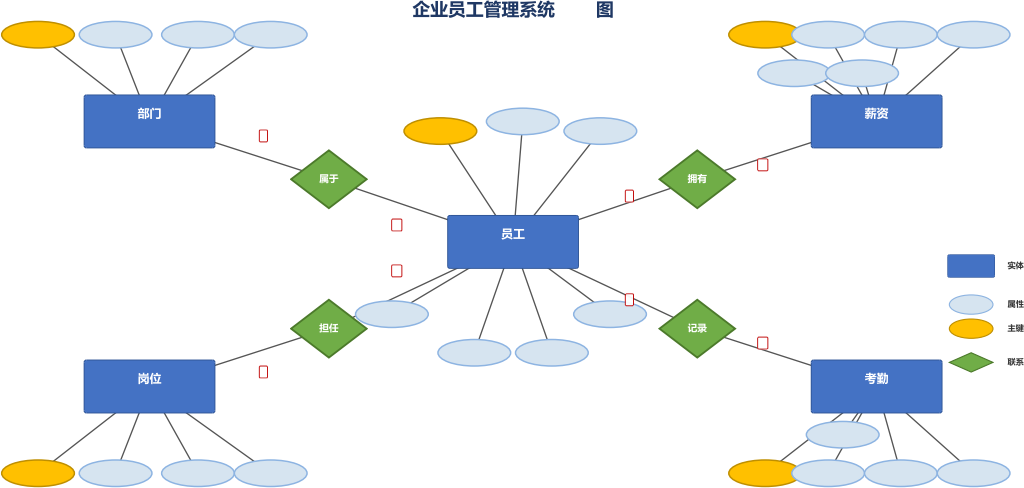 企业员工管理系统 图
部门
薪资
属于
拥有
员工
实体
属性
主键
担任
记录
联系
岗位
考勤